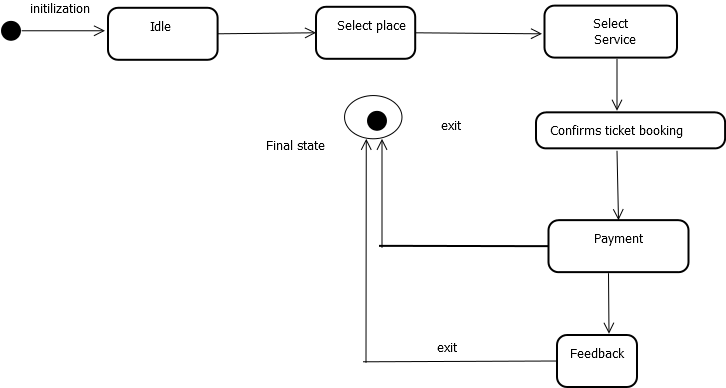 initilization
Idle
Select place
Select
Service
exit
Confirms ticket booking
Final state
Payment
exit
Feedback